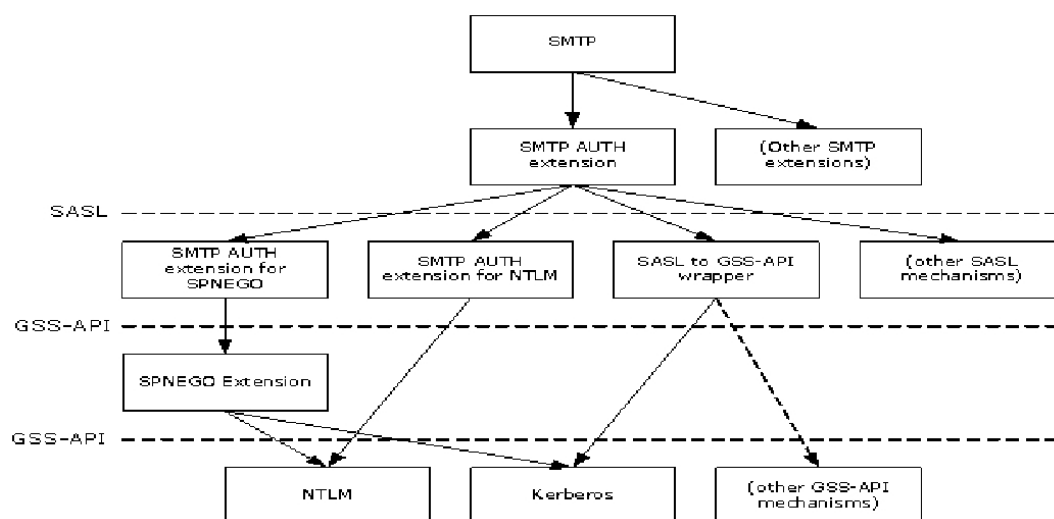 SMTP
SMTP AUTH
extension
(Other SMTP
extensions)
SASL
SMTP AUTH
extension for
SPNEGO
SMTP AUTH
extension for NTLM
SASL to GSS-API
wrapper
(other SASL
mechanisms)
GSS-API
SPNEGO Extension
GSS-API
NTLM
Kerberos
(other GSS-API
mechanisms)